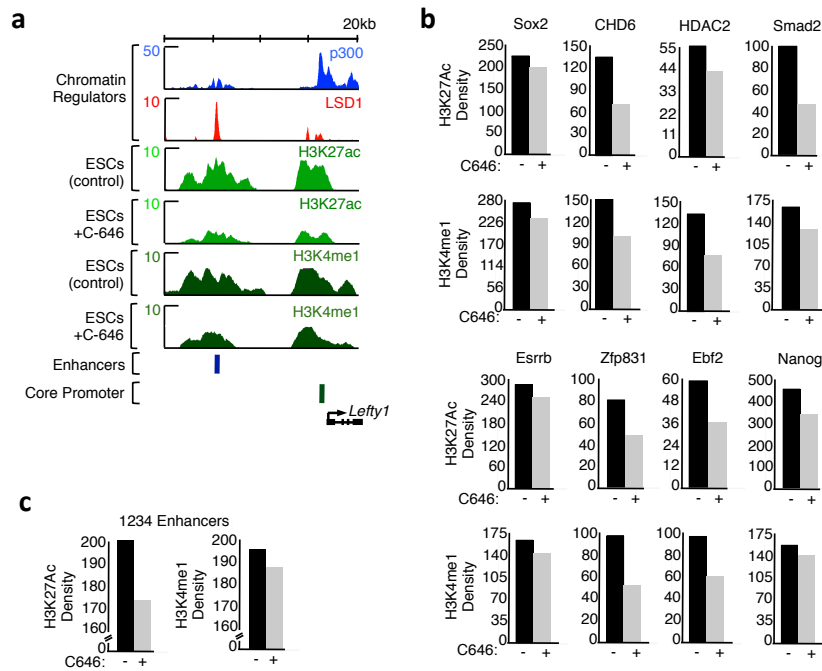 a
20kb
50
p300
Chromatin
Regulators
10
LSD1
ESCs
(control)
10
H3K27ac
ESCs
+C-646
10
H3K27ac
ESCs
(control)
10
H3K4me1
ESCs
+C-646
10
H3K4me1
Enhancers
Core Promoter
Lefty1
b
Sox2 CHD6 HDAC2 Smad2
H3K27Ac
Density
250
200
150
100
50
0
150
120
90
60
30
0
55
44
33
22
11
0
100
80
60
40
20
0
C646: - + - + - + - +
H3K4me1
Density
280
226
170
114
56
0
150
120
90
60
30
0
150
120
90
60
30
0
175
140
105
70
35
0
C646: - + - + - + - +
Esrrb Zfp831 Ebf2 Nanog
H3K27Ac
Density
300
240
180
120
60
0
100
80
60
40
20
0
60
48
36
24
12
0
500
400
300
200
100
0
C646: - + - + - + - +
H3K4me1
Density
175
140
105
70
35
0
100
80
60
40
20
0
100
80
60
40
20
0
175
140
105
70
35
0
C646: - + - + - + - +
c
1234 Enhancers
H3K27Ac
Density
200
190
180
170
160
0
H3K4me1
Density
200
190
180
170
160
0
C646: - + - +